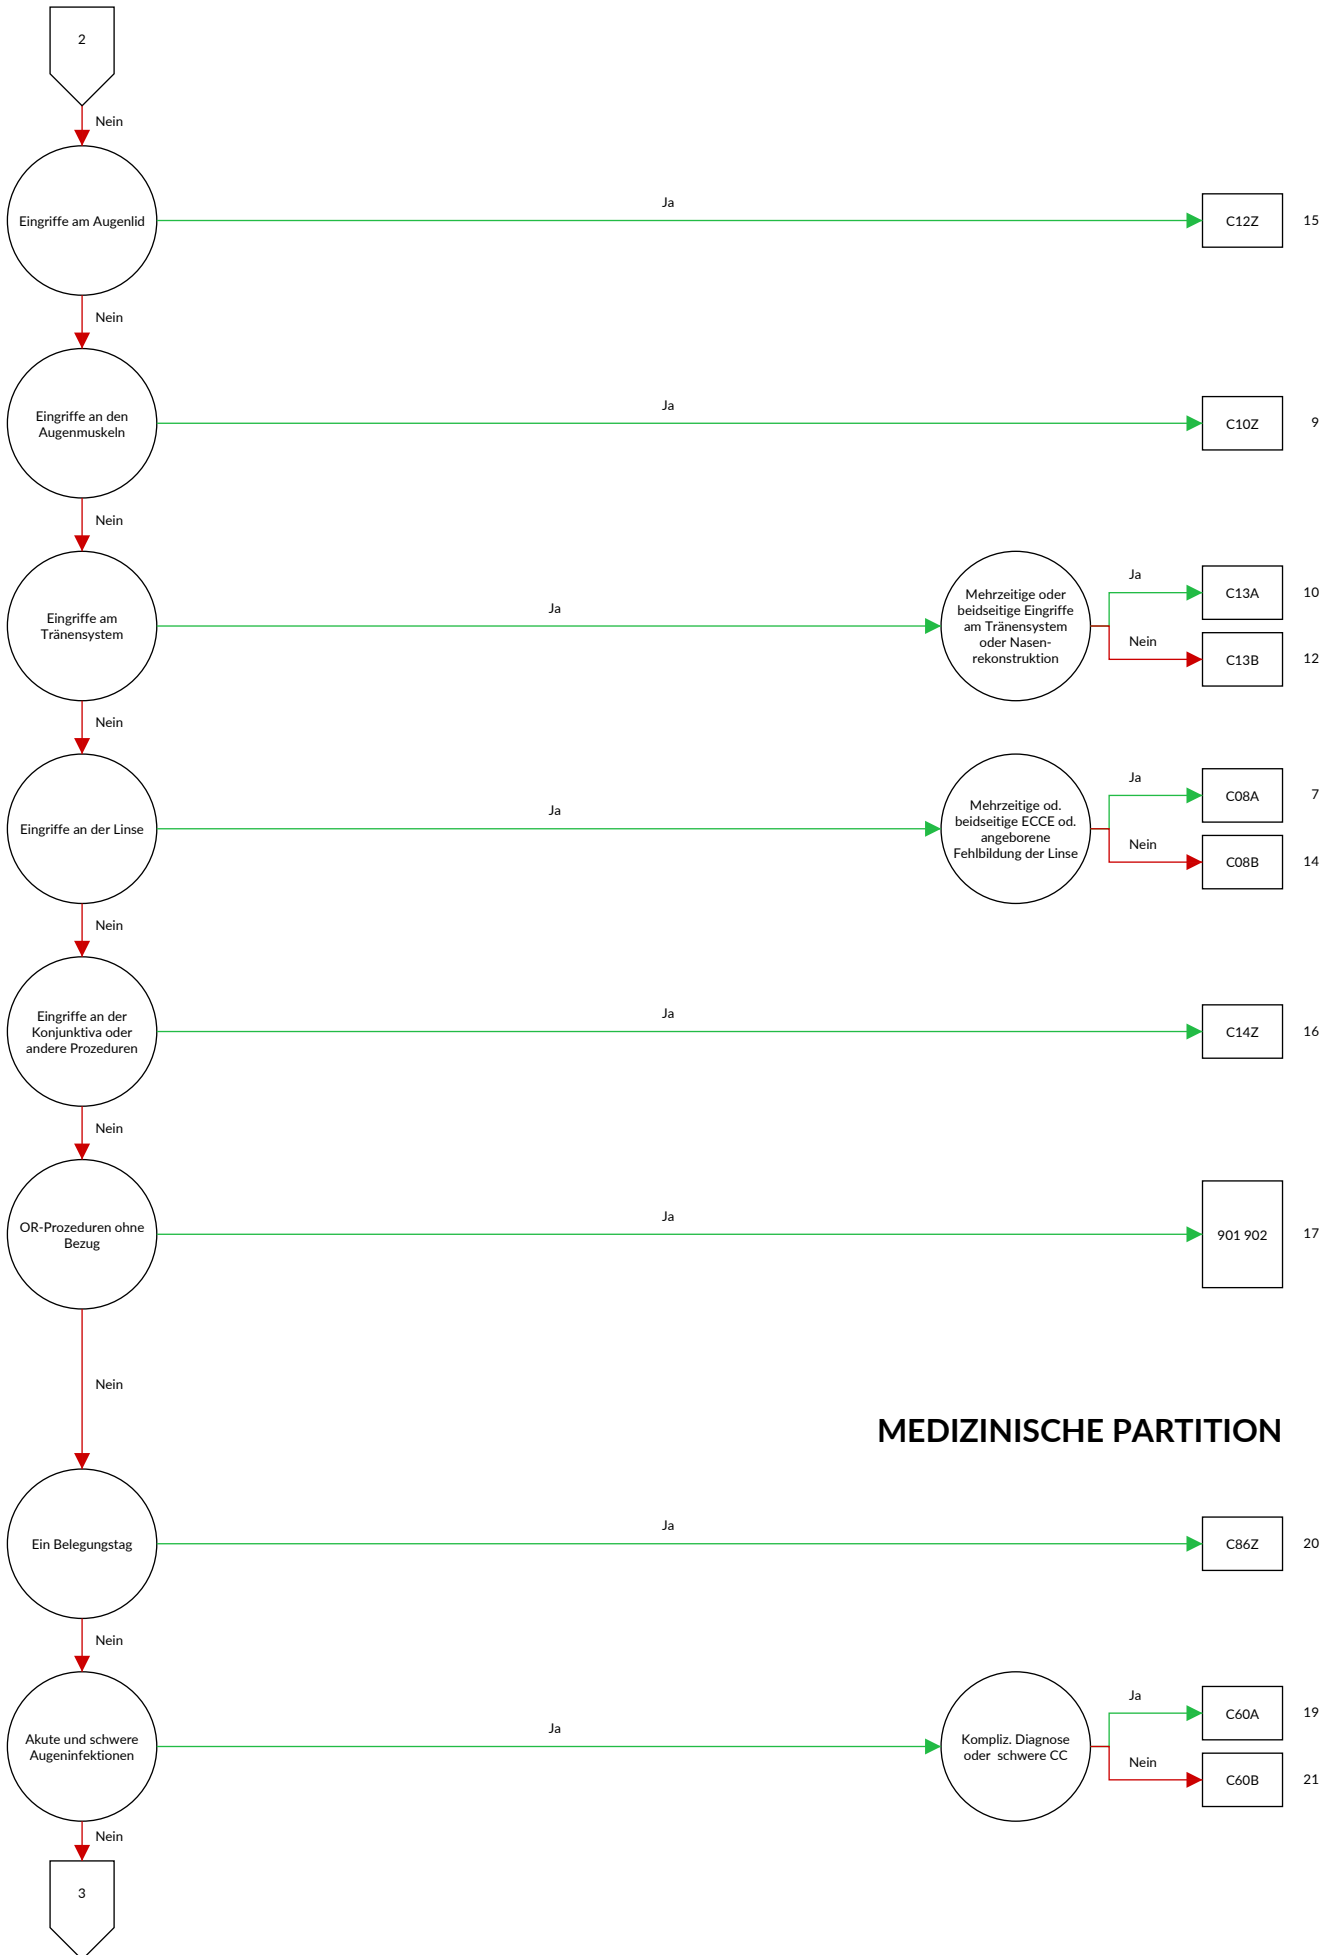 2
Nein
Ja
Eingriffe am Augenlid
C12Z
15
Nein
Ja
Eingriffe an den
Augenmuskeln
C10Z
9
Nein
Eingriffe am
Tränensystem
Ja
Mehrzeitige oder
beidseitige Eingriffe
am Tränensystem
oder Nasen-
rekonstruktion
Ja
C13A
10
Nein
C13B
12
Nein
Eingriffe an der Linse
Ja
Mehrzeitige od.
beidseitige ECCE od.
angeborene
Fehlbildung der Linse
Ja
C08A
7
Nein
C08B
14
Nein
Eingriffe an der
Konjunktiva oder
andere Prozeduren
Ja
C14Z
16
Nein
OR-Prozeduren ohne
Bezug
Ja
901 902
17
Nein
MEDIZINISCHE PARTITION
Ein Belegungstag
Ja
C86Z
20
Nein
Akute und schwere
Augeninfektionen
Ja
Kompliz. Diagnose
oder schwere CC
Ja
C60A
19
Nein
C60B
21
Nein
3